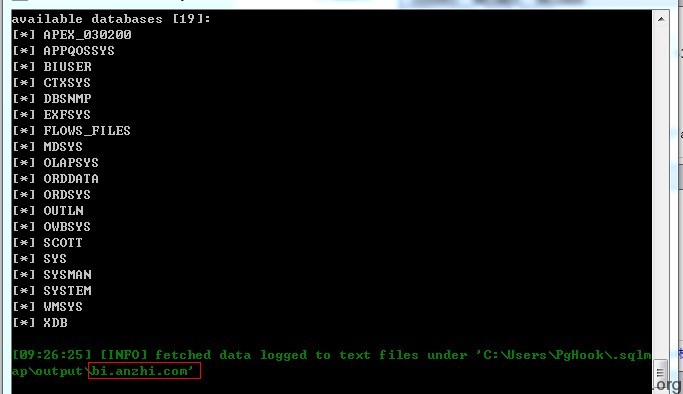 available databases [19]:
[*] APEX_030200
[*] APPQOSSYS
[*] BIUSER
[*] CTXSYS
[*] DBSNMP
[*] EXFSYS
[*] FLOWS_FILES
[*] MDSYS
[*] OLAPSYS
[*] ORDDATA
[*] ORDSYS
[*] OUTLN
[*] OWBSYS
[*] SCOTT
[*] SYS
[*] SYSMAN
[*] SYSTEM
[*] WMSYS
[*] XDB
[09:26:25] [INFO] fetched data logged to text files under 'C:\Users\PgHook\.sqlm
ap\output\bi.anzhi.com'
.org